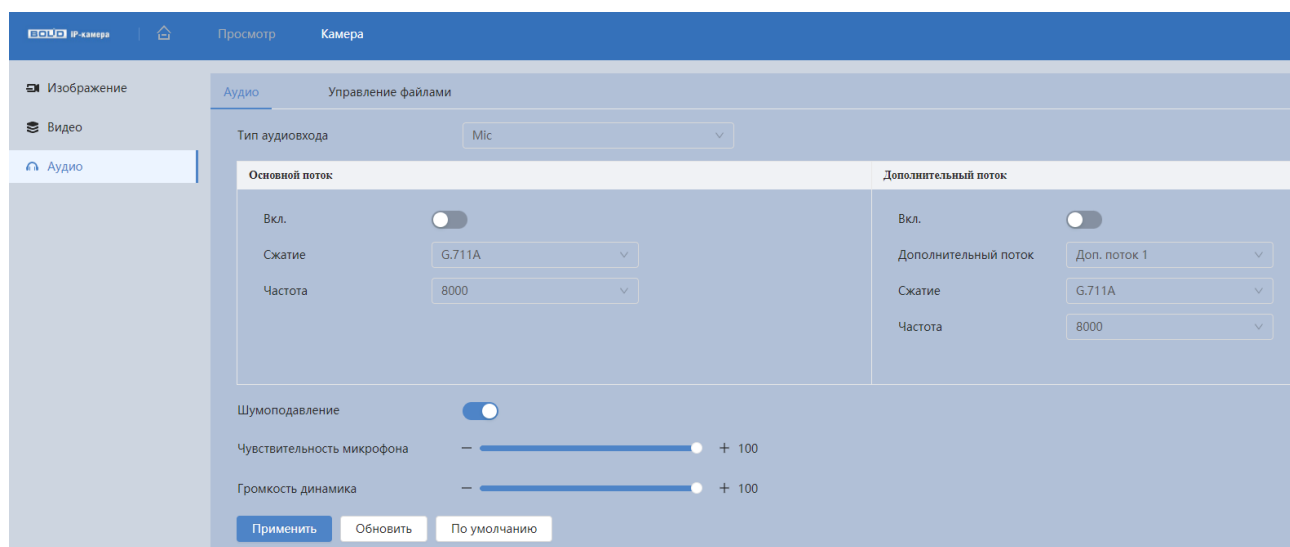 BOLID IP-камера Просмотр Камера
Изображение
Видео
Аудио
Аудио Управление файлами
Тип аудиовхода Mic
Основной поток Дополнительный поток
Вкл. Вкл.
Сжатие G.711A Дополнительный поток Доп. поток 1
Частота 8000 Сжатие G.711A
Частота 8000
Шумоподавление
Чувствительность микрофона − + 100
Громкость динамика − + 100
Применить Обновить По умолчанию